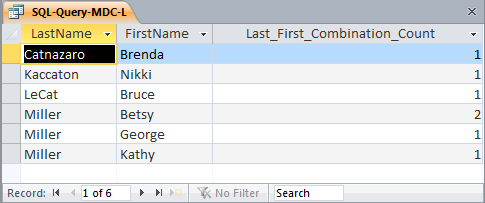 SQL-Query-MDC-L
LastName FirstName Last_First_Combination_Count
Catnazaro Brenda 1
Kaccaton Nikki 1
LeCat Bruce 1
Miller Betsy 2
Miller George 1
Miller Kathy 1
Record: 1 of 6 No Filter Search